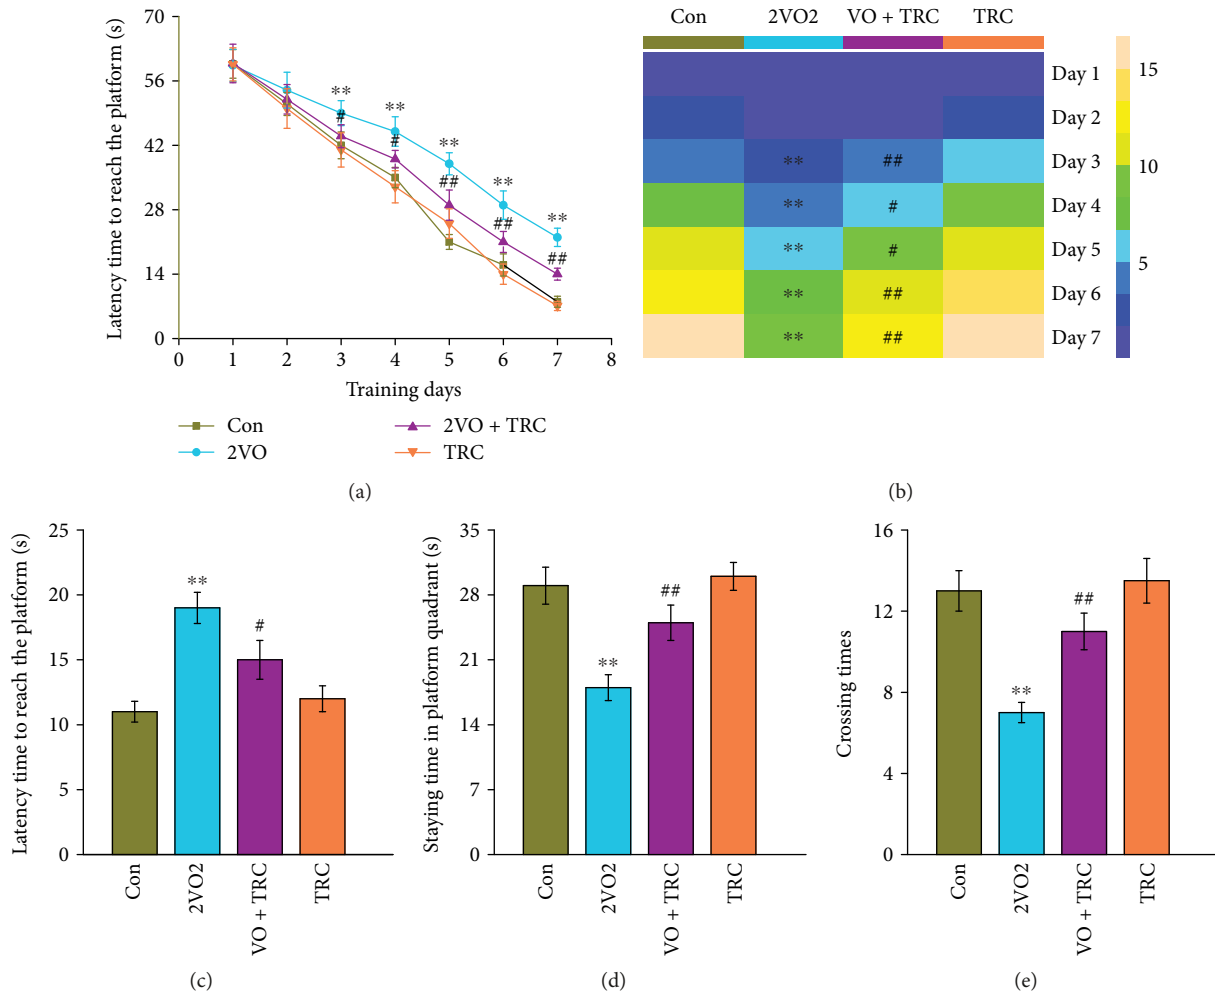 Latency time to reach the platform (s)
70
56
42
28
14
0
** ** ** ** **
# # ## ## ##
0 1 2 3 4 5 6 7 8
Training days
Con
2VO
2VO + TRC
TRC
(a)
Con 2VO2 VO + TRC TRC
Day 1
Day 2
** ## Day 3
** # Day 4
** # Day 5
** ## Day 6
** ## Day 7
15
10
5
(b)
Latency time to reach the platform (s)
25
20
15
10
5
0
**
#
Con
2VO2
VO + TRC
TRC
(c)
Staying time in platform quadrant (s)
35
28
21
14
7
0
**
##
Con
2VO2
VO + TRC
TRC
(d)
Crossing times
16
12
8
4
0
**
##
Con
2VO2
VO + TRC
TRC
(e)